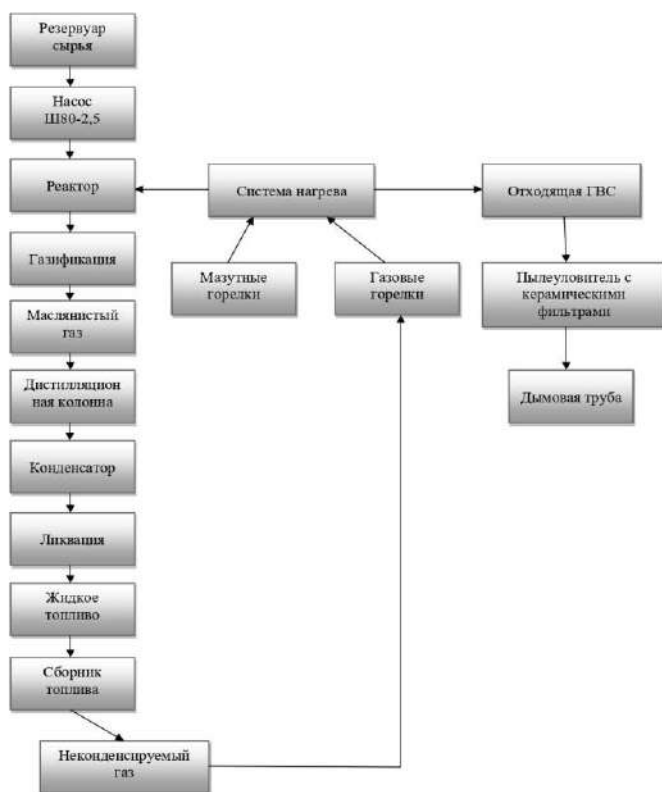 Резервуар
сырья
Насос
Ш80-2,5
Реактор
Система нагрева
Отходящая ГВС
Газификация
Мазутные
горелки
Газовые
горелки
Пылеуловитель с
керамическими
фильтрами
Маслянистый
газ
Дистилляцион
ная колонна
Дымовая труба
Конденсатор
Ликвация
Жидкое
топливо
Сборник
топлива
Неконденсируемый
газ